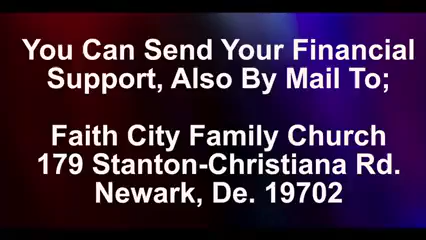 You Can Send Your Financial
Support, Also By Mail To;
Faith City Family Church
179 Stanton-Christiana Rd.
Newark, De. 19702